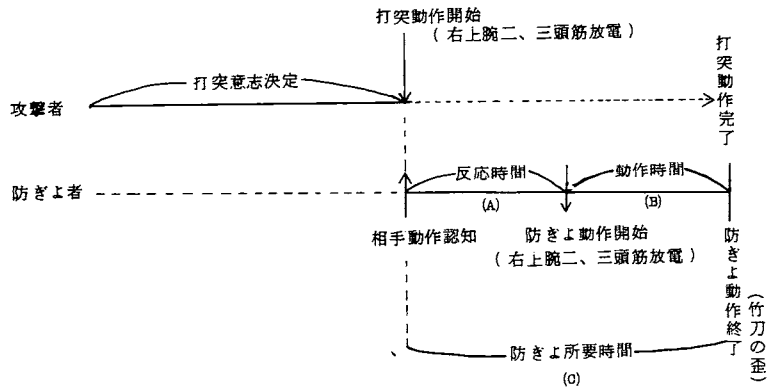 打突動作開始
(右上腕二、三頭筋放電)
打突動作完了
打突意志決定
攻撃者
反応時間
動作時間
防ぎよ者
(A)
(B)
相手動作認知
防ぎよ動作開始
(右上腕二、三頭筋放電)
防ぎよ動作終了
(竹刀の歪)
防ぎよ所要時間
(C)